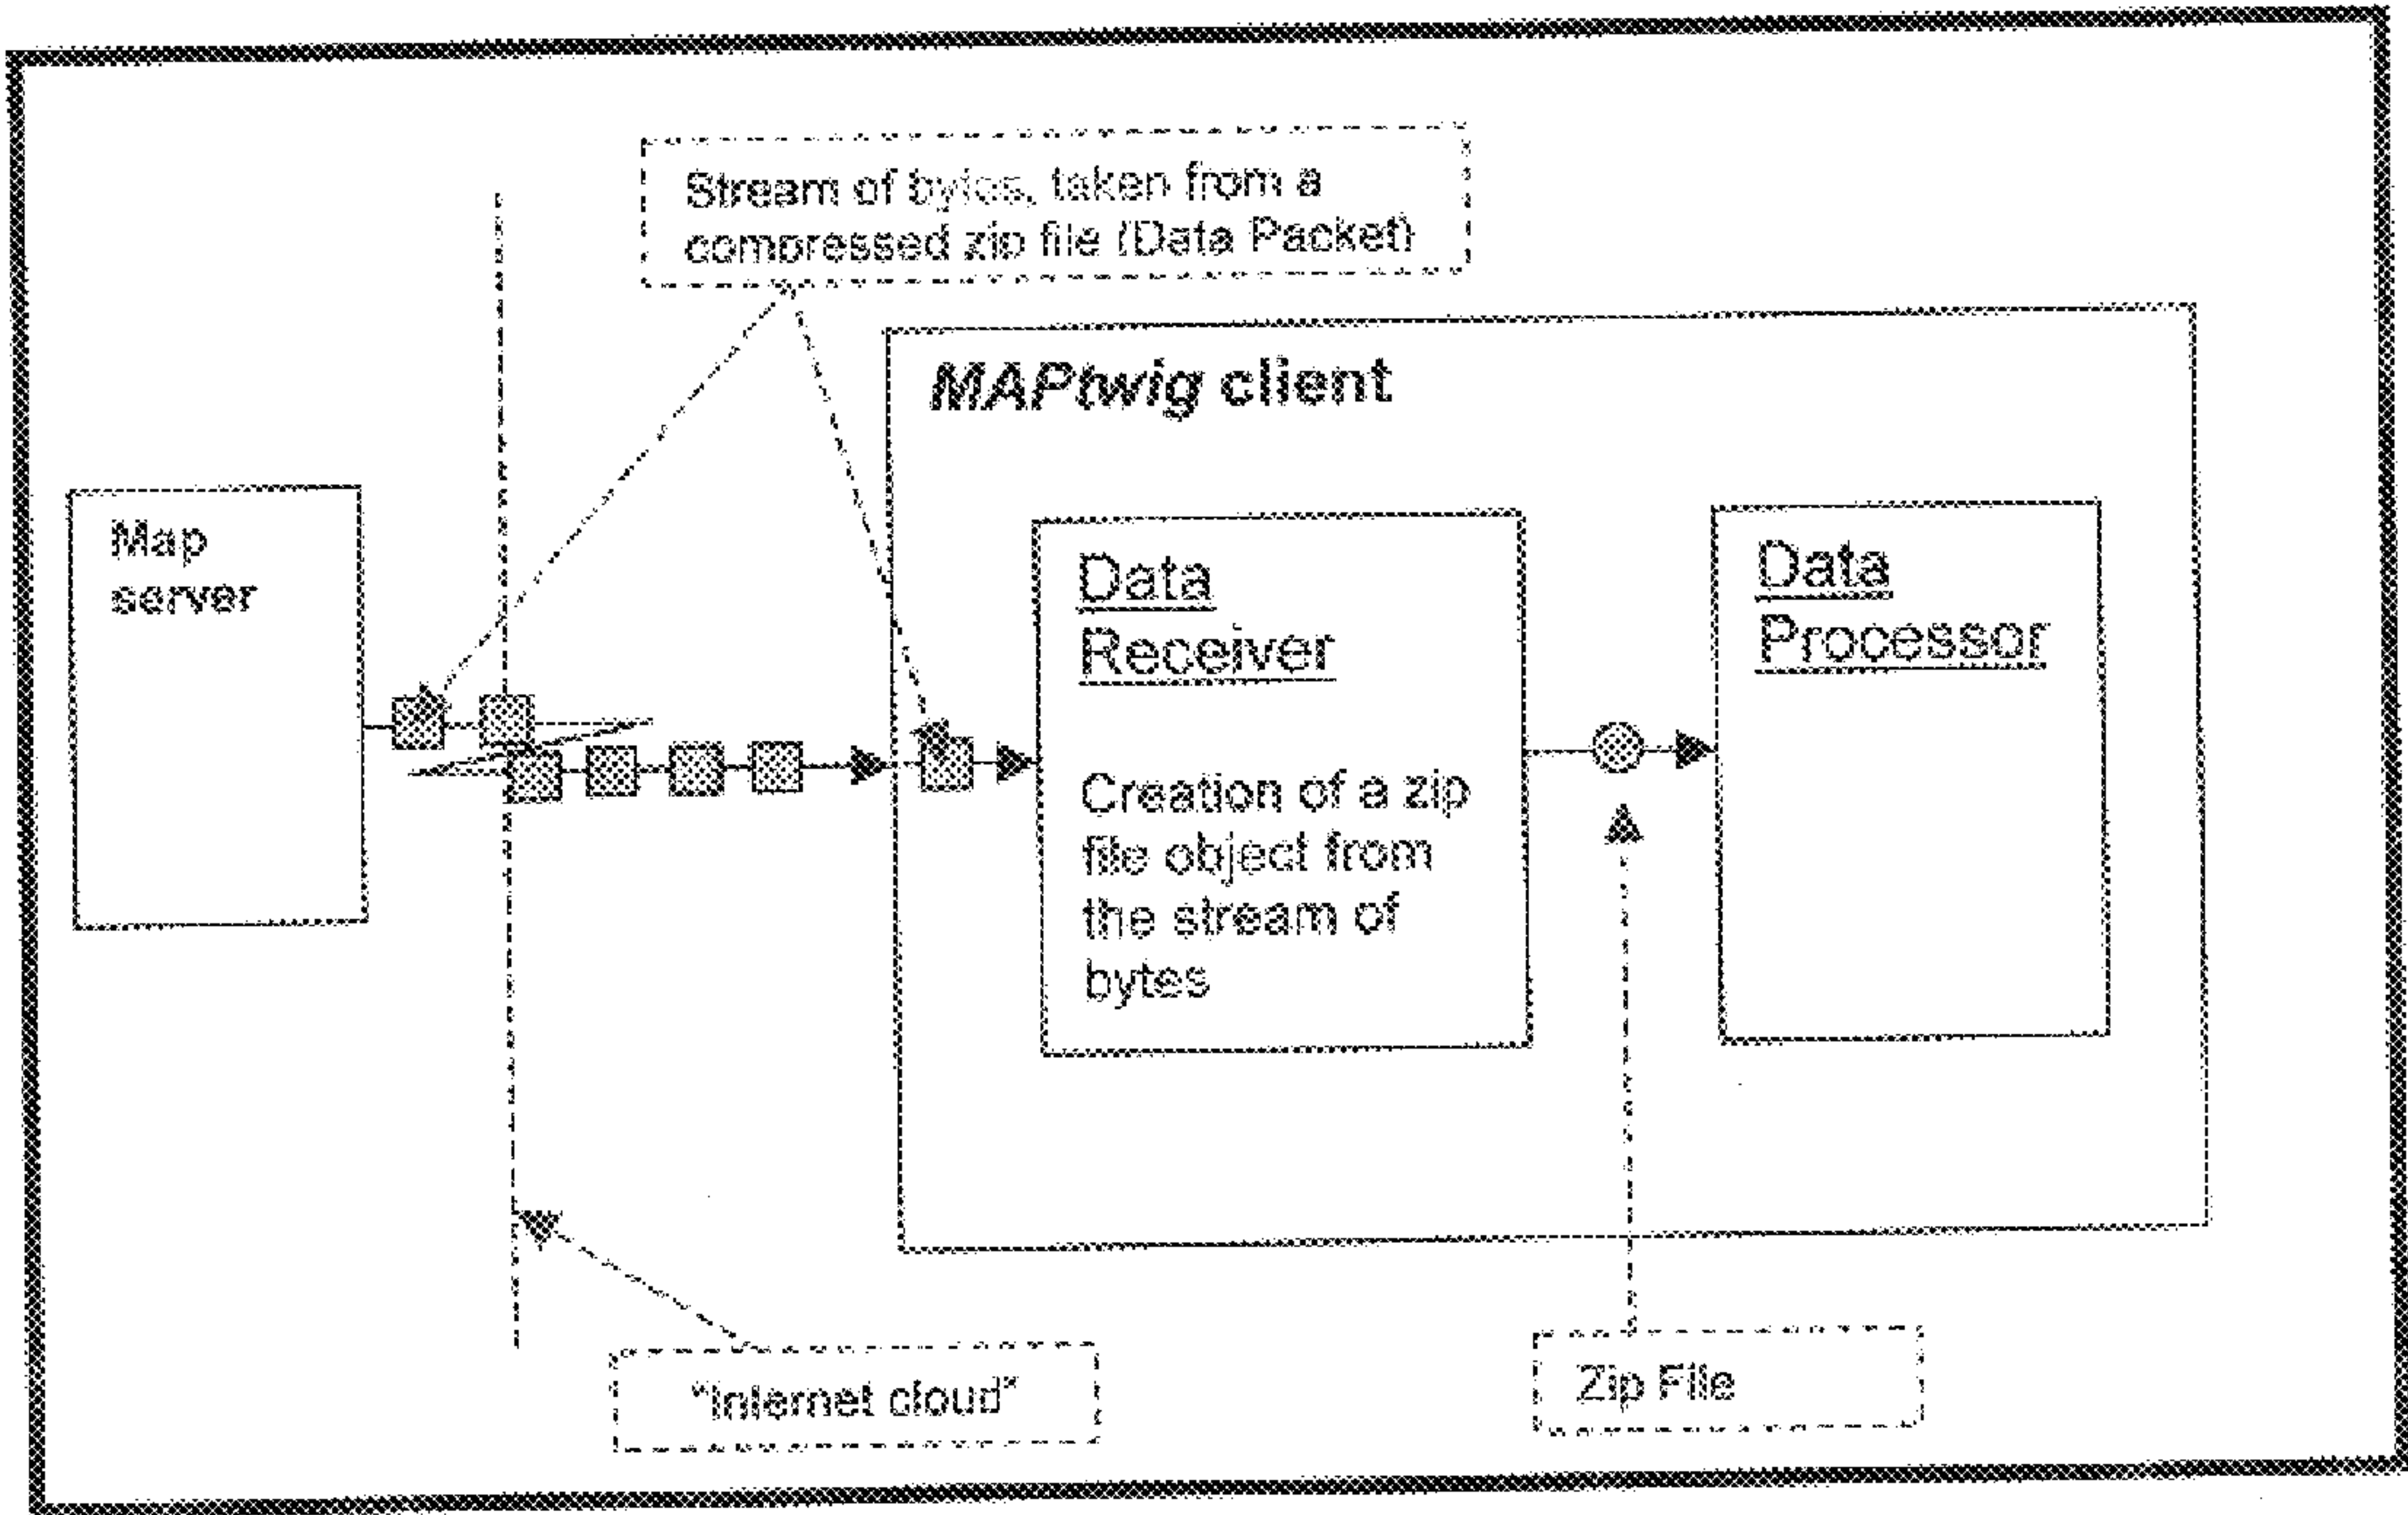 Stream of bytes, taken from a
compressed zip file (Data Packet)
MAPtwig client
Map
server
Data
Receiver
Creation of a zip
file object from
the stream of
bytes
Data
Processor
"Internet cloud"
Zip File